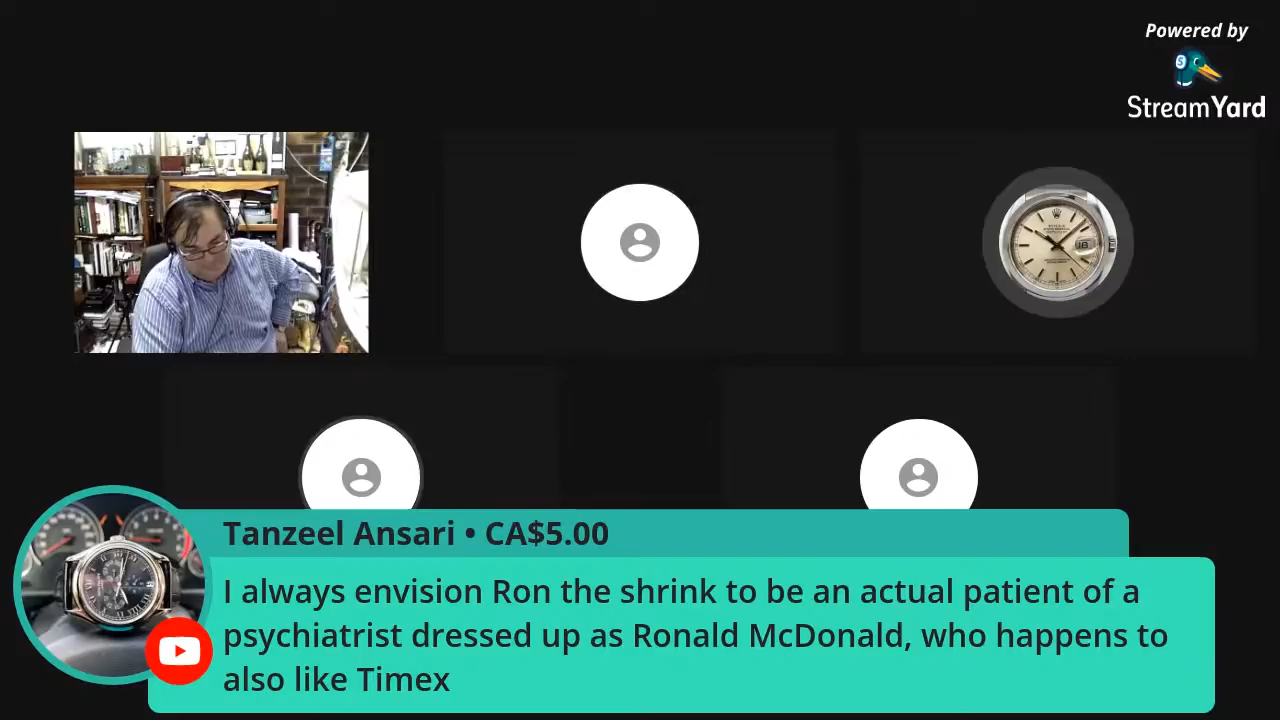 Powered by
StreamYard
Tanzeel Ansari • CA$5.00
I always envision Ron the shrink to be an actual patient of a
psychiatrist dressed up as Ronald McDonald, who happens to
also like Timex